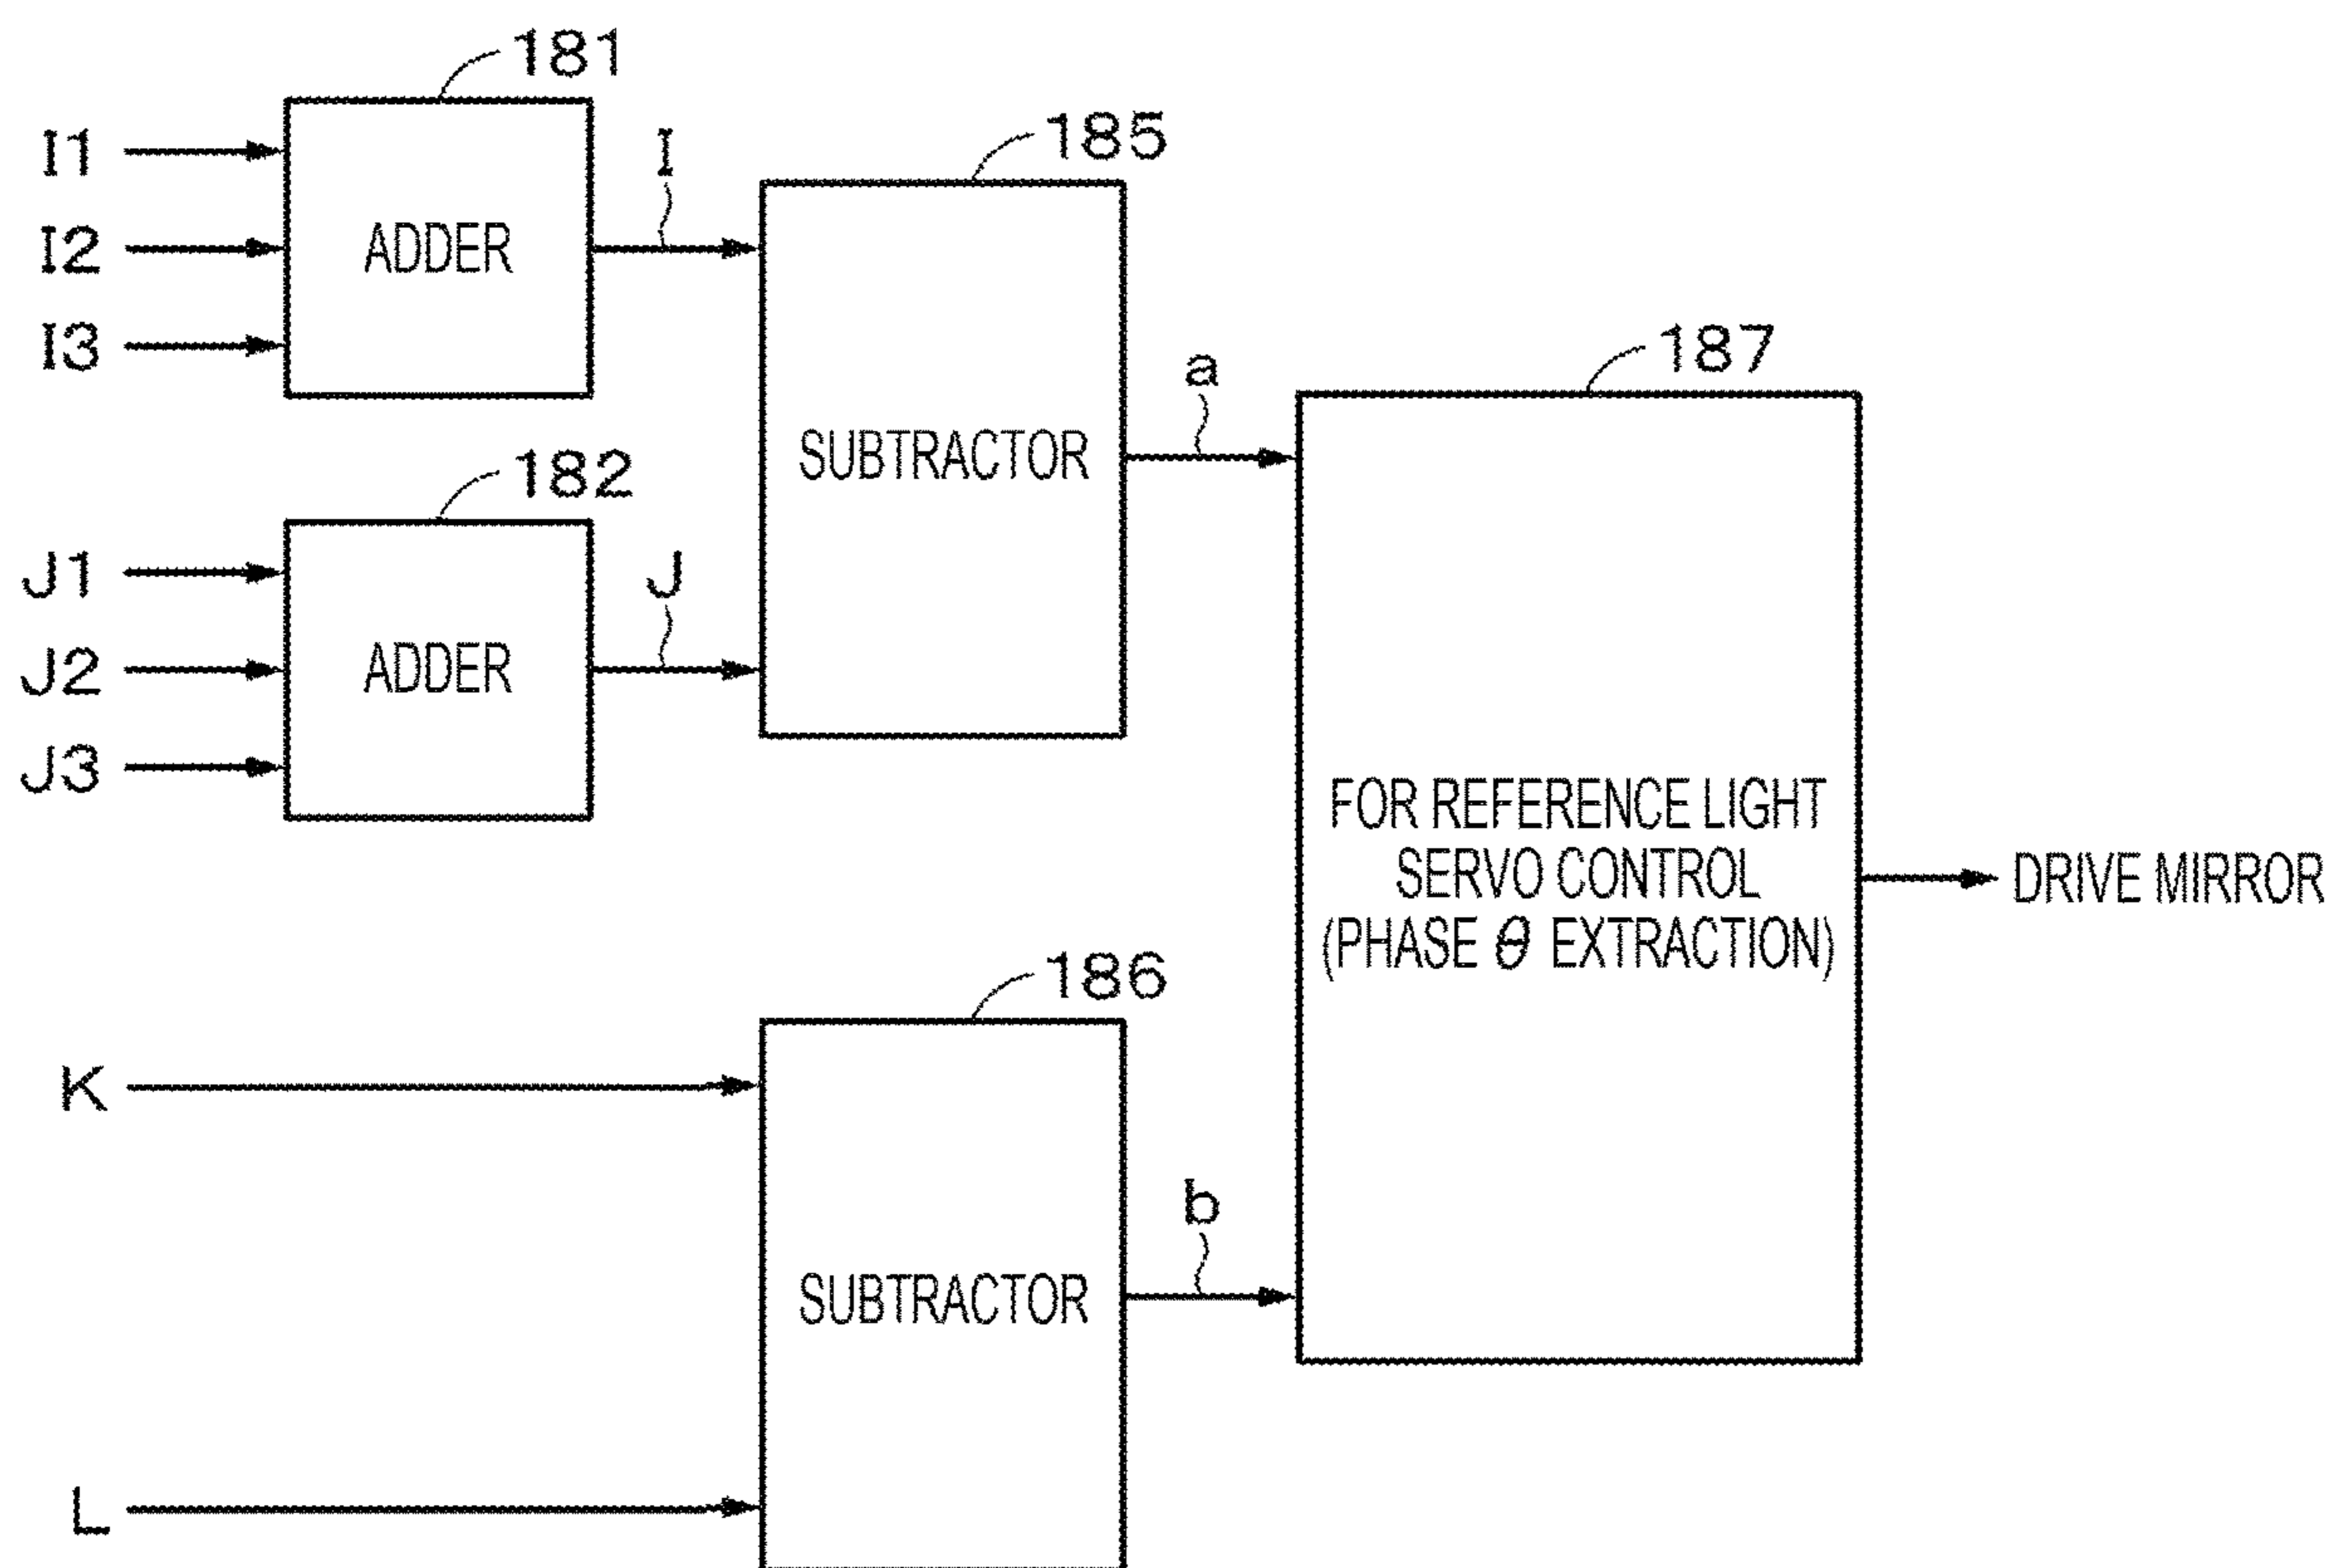 181
I1
I2
I3
ADDER
I
185
SUBTRACTOR
182
J1
J2
J3
ADDER
J
a
187
FOR REFERENCE LIGHT
SERVO CONTROL
(PHASE θ EXTRACTION)
DRIVE MIRROR
186
K
L
SUBTRACTOR
b